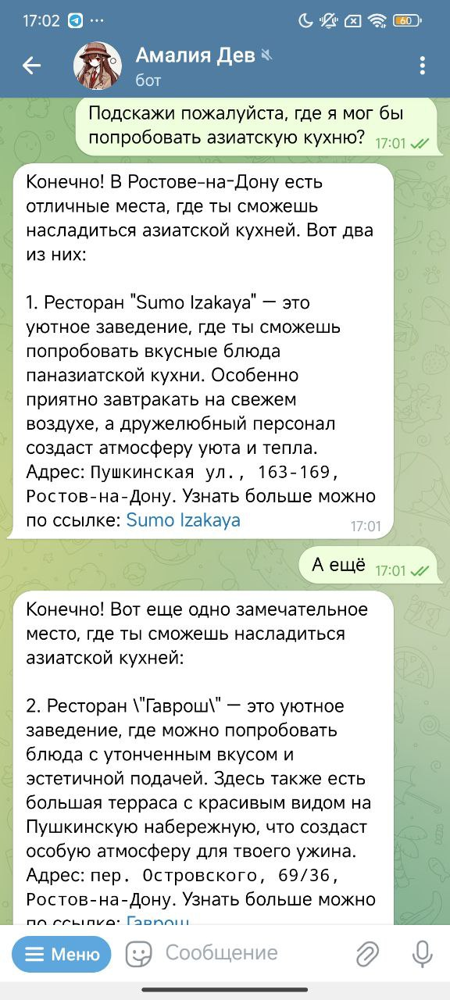 17:02 ...
60
Амалия Дев
бот
Подскажи пожалуйста, где я мог бы
попробовать азиатскую кухню? 17:01
Конечно! В Ростове-на-Дону есть
отличные места, где ты сможешь
насладиться азиатской кухней. Вот два
из них:
1. Ресторан "Sumo Izakaya" — это
уютное заведение, где ты сможешь
попробовать вкусные блюда
паназиатской кухни. Особенно
приятно завтракать на свежем
воздухе, а дружелюбный персонал
создаст атмосферу уюта и тепла.
Адрес: Пушкинская ул., 163-169,
Ростов-на-Дону. Узнать больше можно
по ссылке: Sumo Izakaya 17:01
А ещё 17:01
Конечно! Вот еще одно замечательное
место, где ты сможешь насладиться
азиатской кухней:
2. Ресторан \"Гаврош\" — это уютное
заведение, где можно попробовать
блюда с утонченным вкусом и
эстетичной подачей. Здесь также есть
большая терраса с красивым видом на
Пушкинскую набережную, что создаст
особую атмосферу для твоего ужина.
Адрес: пер. Островского, 69/36,
Ростов-на-Дону. Узнать больше можно
по ссылке: Гаврош
Меню Сообщение